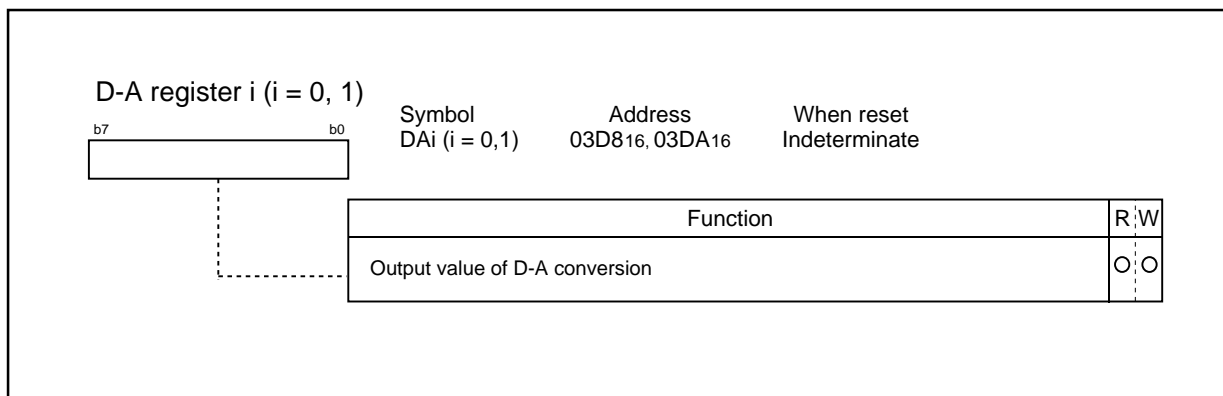 D-A register i (i = 0, 1)
b7 b0
Symbol Address When reset
DAi (i = 0,1) 03D816, 03DA16 Indeterminate
Function R W
Output value of D-A conversion O O